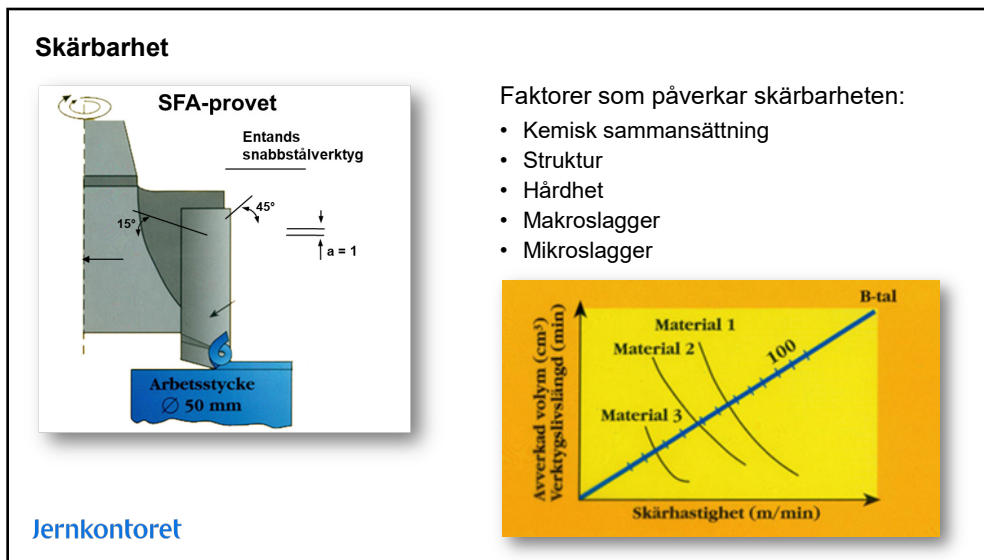 Skärbarhet
SFA-provet
Entands
snabbstålverktyg
45°
15°
a = 1
Arbetsstycke
∅ 50 mm
Faktorer som påverkar skärbarheten:
• Kemisk sammansättning
• Struktur
• Hårdhet
• Makroslagger
• Mikroslagger
B-tal
Material 1
100
Material 2
Material 3
Avverkad volym (cm³)
Verktygslivslängd (min)
Skärhastighet (m/min)
Jernkontoret